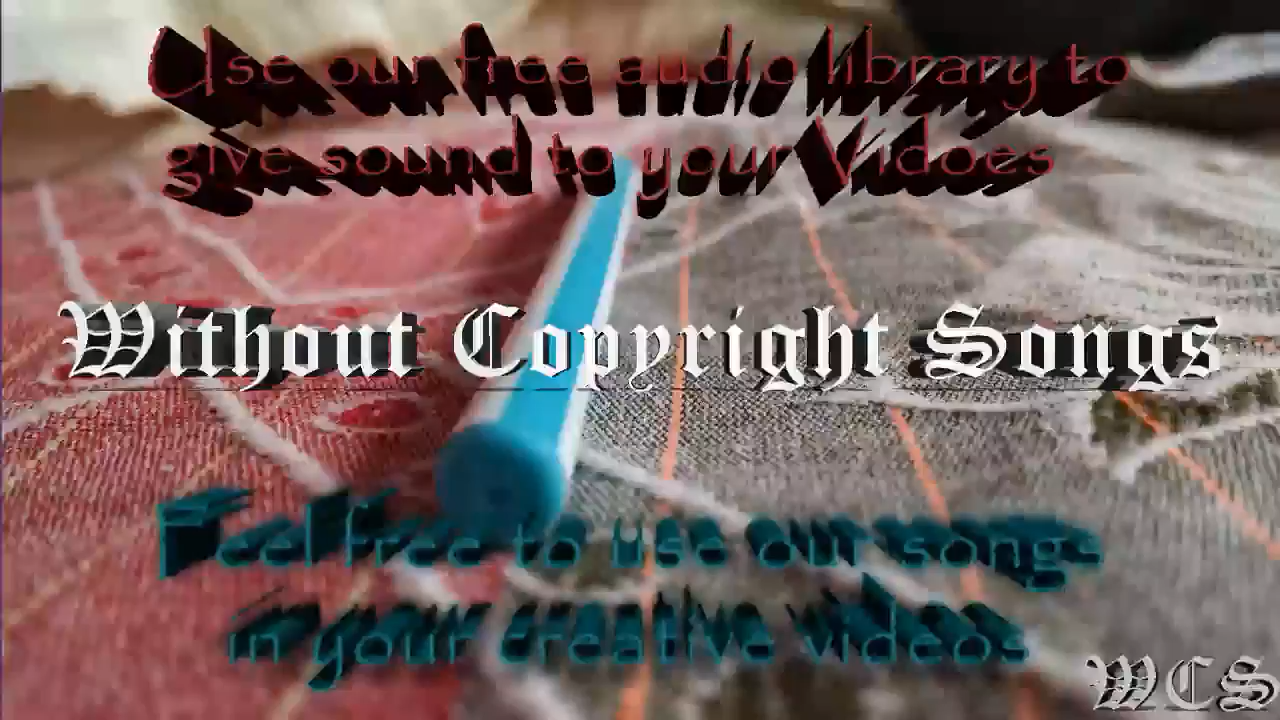 Use our free audio library to
give sound to your Vidoes
Without Copyright Songs
Feel free to use our songs
in your creative videos
WCS